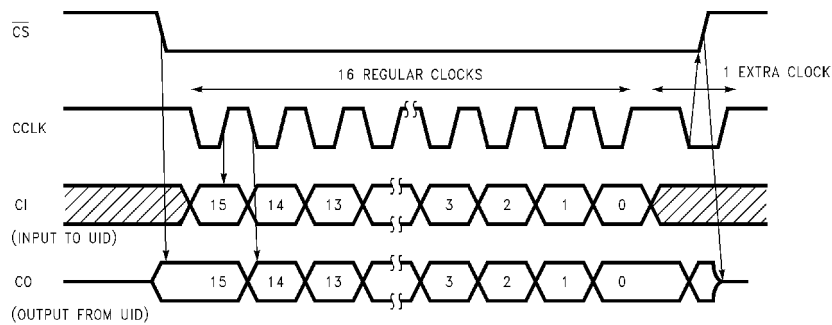 CS
16 REGULAR CLOCKS
1 EXTRA CLOCK
CCLK
CI
15 14 13 3 2 1 0
(INPUT TO UID)
CO
15 14 13 3 2 1 0
(OUTPUT FROM UID)